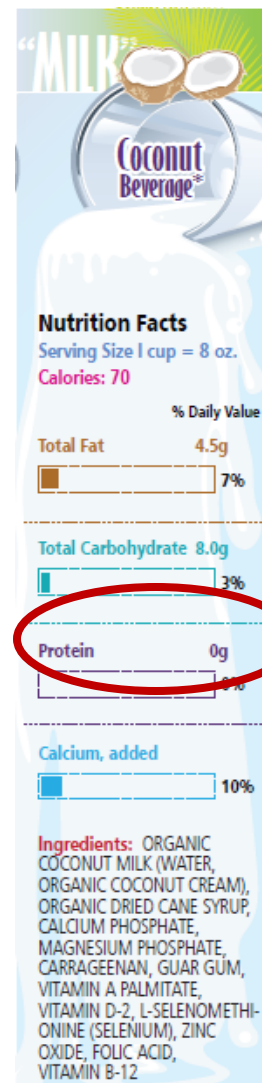 “MILK”
Coconut
Beverage*
Nutrition Facts
Serving Size 1 cup = 8 oz.
Calories: 70
% Daily Value
Total Fat 4.5g
7%
Total Carbohydrate 8.0g
3%
Protein 0g
0%
Calcium, added
10%
Ingredients: ORGANIC
COCONUT MILK (WATER,
ORGANIC COCONUT CREAM),
ORGANIC DRIED CANE SYRUP,
CALCIUM PHOSPHATE,
MAGNESIUM PHOSPHATE,
CARRAGEENAN, GUAR GUM,
VITAMIN A PALMITATE,
VITAMIN D-2, L-SELENOMETHI-
ONINE (SELENIUM), ZINC
OXIDE, FOLIC ACID,
VITAMIN B-12